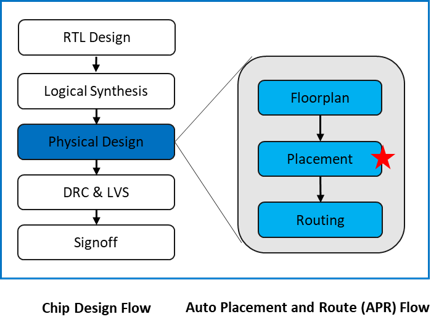 RTL Design
Logical Synthesis
Physical Design
DRC & LVS
Signoff
Floorplan
Placement
Routing
Chip Design Flow
Auto Placement and Route (APR) Flow